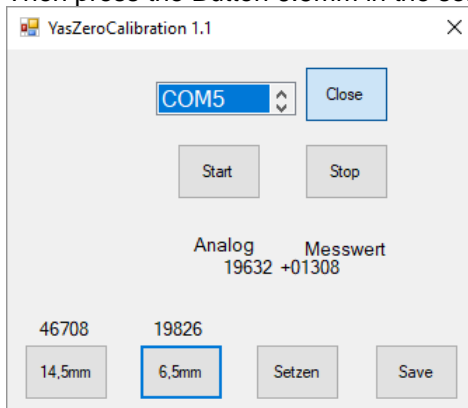 YasZeroCalibration 1.1
COM5
Close
Start
Stop
Analog
Messwert
19632 +01308
46708
19826
14,5mm
6,5mm
Setzen
Save